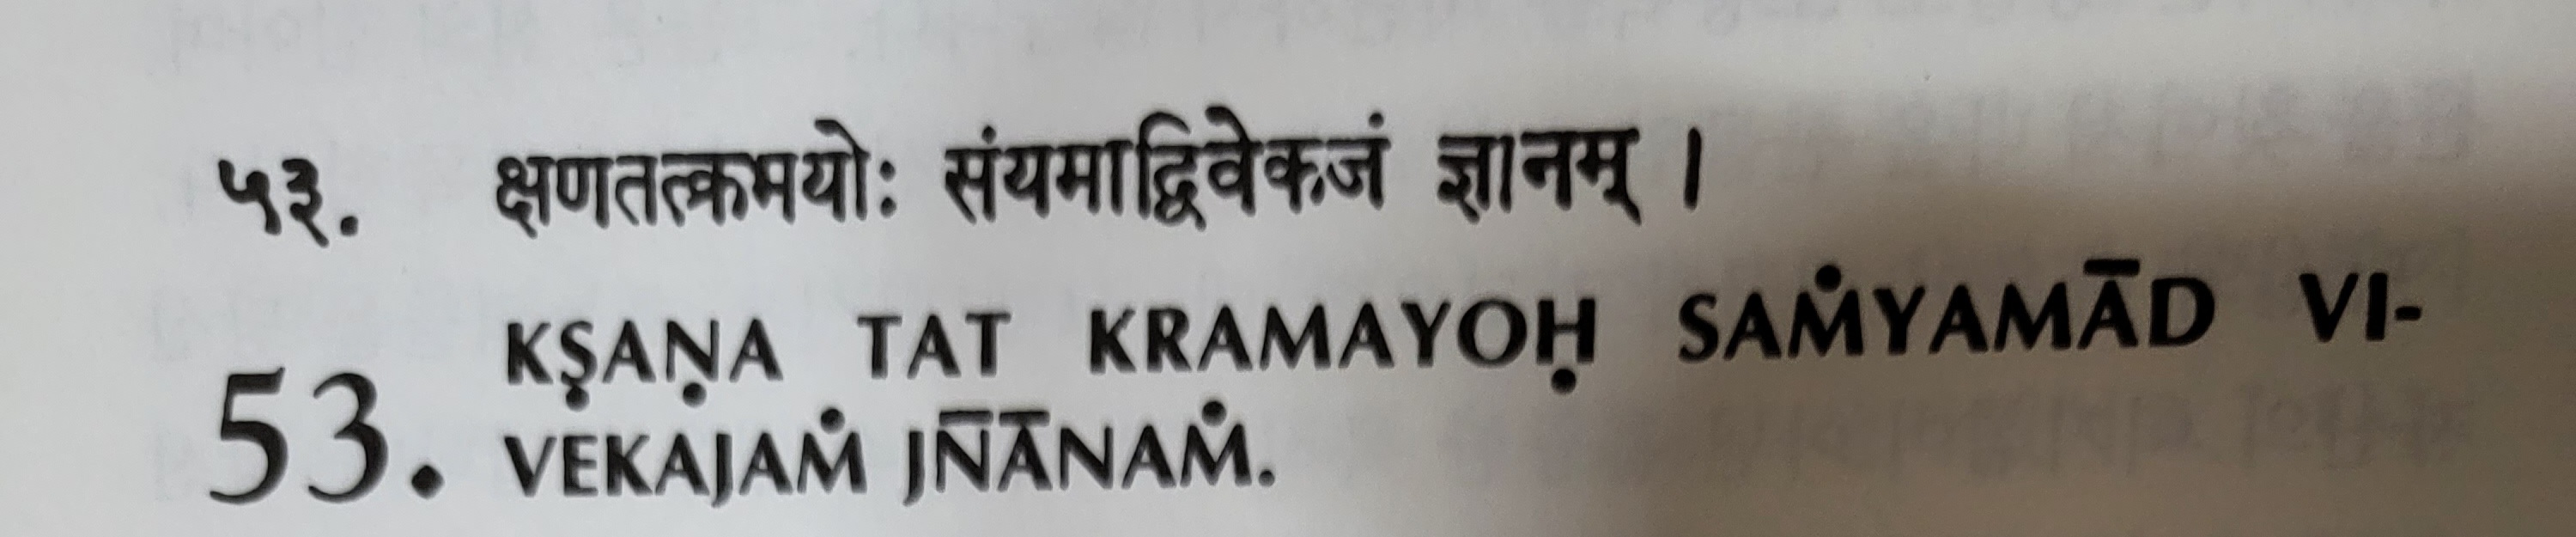 ५३. क्षणतत्क्रमयोः संयमाद्विवेकजं ज्ञानम् ।
53. KṢAṆA TAT KRAMAYOḤ SAṀYAMĀD VI-
VEKAJAṀ JÑĀNAṀ.